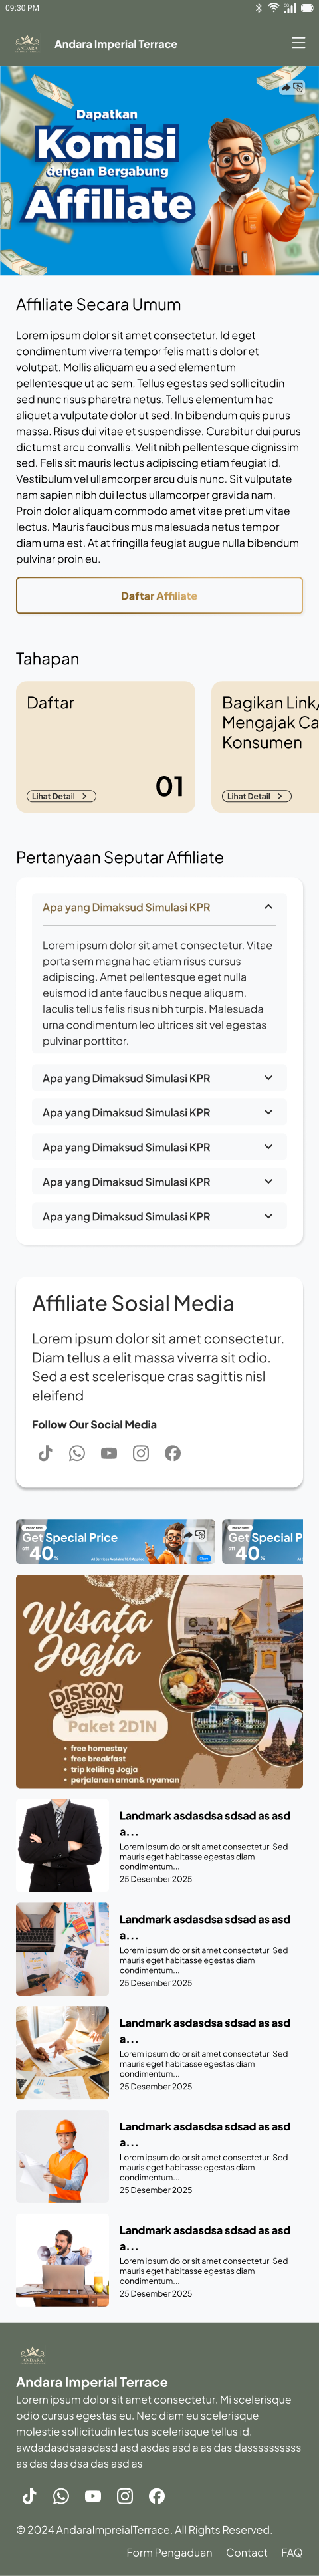 09:30 PM
ANDARA
Andara Imperial Terrace
Dapatkan
Komisi
dengan Bergabung
Affiliate
Affiliate Secara Umum
Lorem ipsum dolor sit amet consectetur. Id eget
condimentum viverra tempor felis mattis dolor et
volutpat. Mollis aliquam eu a sed elementum
pellentesque ut ac sem. Tellus egestas sed sollicitudin
sed nunc risus pharetra netus. Tellus elementum hac
aliquet a vulputate dolor ut sed. In bibendum quis purus
massa. Risus dui vitae et suspendisse. Curabitur dui purus
dictumst arcu convallis. Velit nibh pellentesque dignissim
sed. Felis sit mauris lectus adipiscing etiam feugiat id.
Vestibulum vel ullamcorper arcu duis nunc. Sit vulputate
nam sapien nibh dui lectus ullamcorper gravida nam.
Proin dolor aliquam commodo amet vitae pretium vitae
lectus. Mauris faucibus mus malesuada netus tempor
diam urna est. At at fringilla feugiat augue nulla bibendum
pulvinar proin eu.
Daftar Affiliate
Tahapan
Daftar
Lihat Detail
01
Bagikan Link/
Mengajak Ca
Konsumen
Lihat Detail
Pertanyaan Seputar Affiliate
Apa yang Dimaksud Simulasi KPR
Lorem ipsum dolor sit amet consectetur. Vitae
porta sem magna hac etiam risus cursus
adipiscing. Amet pellentesque eget nulla
euismod id ante faucibus neque aliquam.
Iaculis tellus felis risus nibh turpis. Malesuada
urna condimentum leo ultrices sit vel egestas
pulvinar porttitor.
Apa yang Dimaksud Simulasi KPR
Apa yang Dimaksud Simulasi KPR
Apa yang Dimaksud Simulasi KPR
Apa yang Dimaksud Simulasi KPR
Apa yang Dimaksud Simulasi KPR
Affiliate Sosial Media
Lorem ipsum dolor sit amet consectetur.
Diam tellus a elit massa viverra sit odio.
Sed a est scelerisque cras sagittis nisl
eleifend
Follow Our Social Media
Get Special Price
off 40%
Get Special P
off 40%
Wisata
Jogja
DISKON
SPESIAL
Paket 2D1N
• free homestay
• free breakfast
• trip keliling Jogja
• perjalanan aman& nyaman
Landmark asdasdsa sdsad as asd
a...
Lorem ipsum dolor sit amet consectetur. Sed
mauris eget habitasse egestas diam
condimentum...
25 Desember 2025
Landmark asdasdsa sdsad as asd
a...
Lorem ipsum dolor sit amet consectetur. Sed
mauris eget habitasse egestas diam
condimentum...
25 Desember 2025
Landmark asdasdsa sdsad as asd
a...
Lorem ipsum dolor sit amet consectetur. Sed
mauris eget habitasse egestas diam
condimentum...
25 Desember 2025
Landmark asdasdsa sdsad as asd
a...
Lorem ipsum dolor sit amet consectetur. Sed
mauris eget habitasse egestas diam
condimentum...
25 Desember 2025
Landmark asdasdsa sdsad as asd
a...
Lorem ipsum dolor sit amet consectetur. Sed
mauris eget habitasse egestas diam
condimentum...
25 Desember 2025
ANDARA
Andara Imperial Terrace
Lorem ipsum dolor sit amet consectetur. Mi scelerisque
odio cursus egestas eu. Nec diam eu scelerisque
molestie sollicitudin lectus scelerisque tellus id.
awdadasdsaasdasd asd asdas asd a as das dasssssssssss
as das das dsa das asd as
© 2024 AndaraImpreialTerrace. All Rights Reserved.
Form Pengaduan Contact FAQ